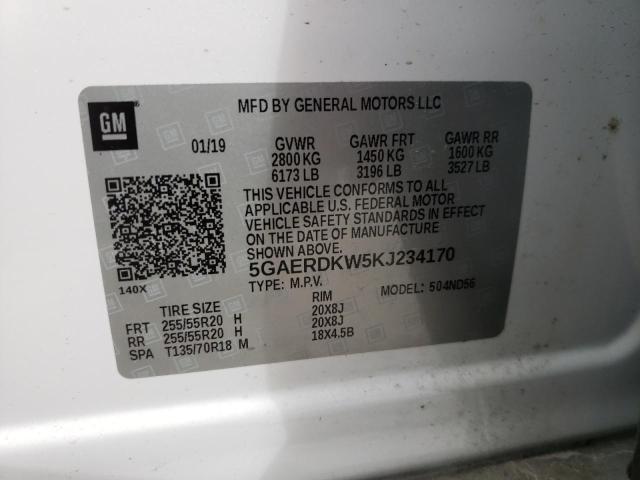 GM
MFD BY GENERAL MOTORS LLC
01/19 GVWR GAWR FRT GAWR RR
2800 KG 1450 KG 1600 KG
6173 LB 3196 LB 3527 LB
THIS VEHICLE CONFORMS TO ALL
APPLICABLE U.S. FEDERAL MOTOR
VEHICLE SAFETY STANDARDS IN EFFECT
ON THE DATE OF MANUFACTURE
SHOWN ABOVE.
140X
5GAERDKW5KJ234170
TYPE: M.P.V. MODEL: 504ND56
TIRE SIZE RIM
FRT 255/55R20 H 20X8J
RR 255/55R20 H 20X8J
SPA T135/70R18 M 18X4.5B